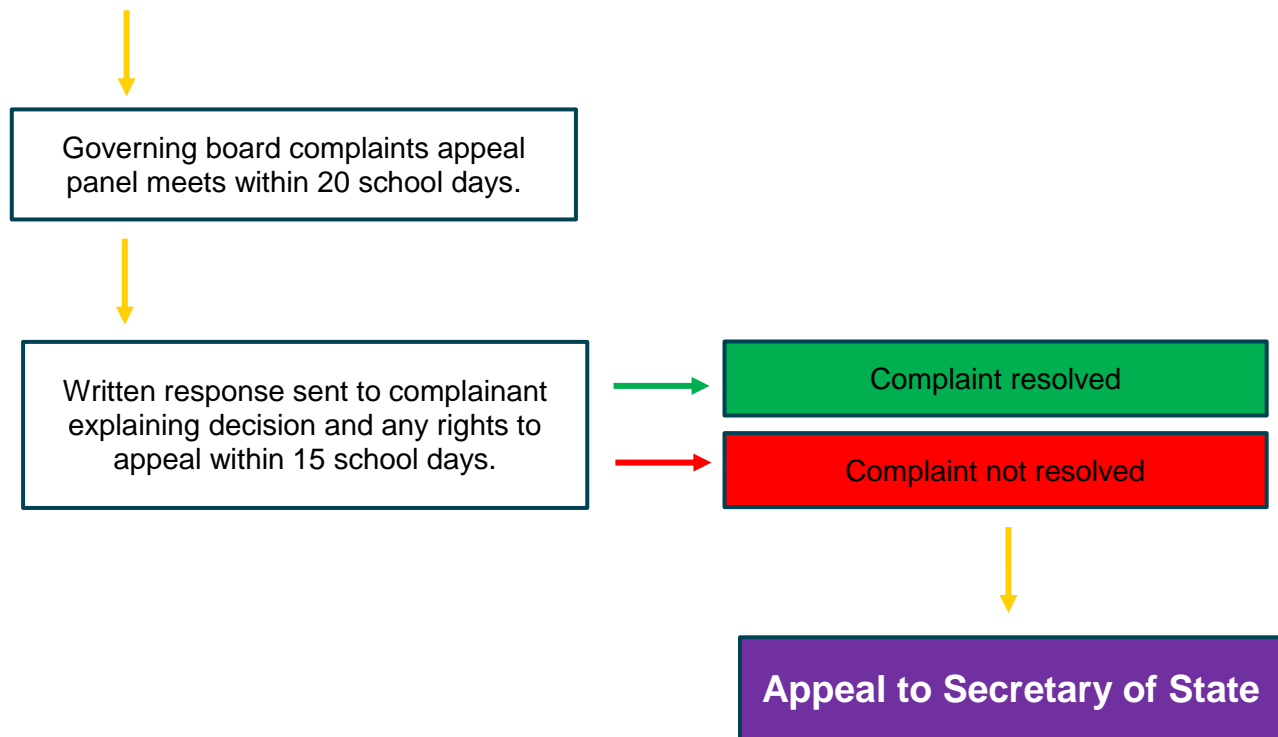 Governing board complaints appeal
panel meets within 20 school days.
Written response sent to complainant
explaining decision and any rights to
appeal within 15 school days.
Complaint resolved
Complaint not resolved
Appeal to Secretary of State